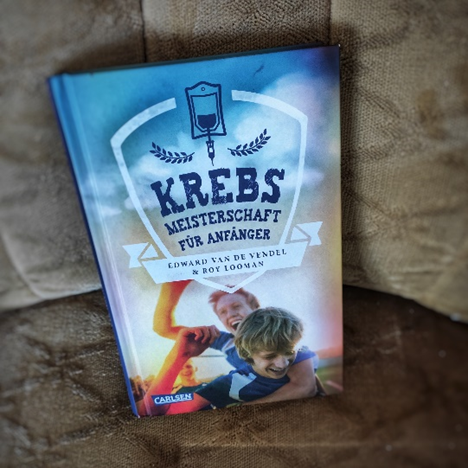 KREBS
MEISTERSCHAFT
FÜR ANFÄNGER
EDWARD VAN DE VENDEL
& ROY LOOMAN
CARLSEN